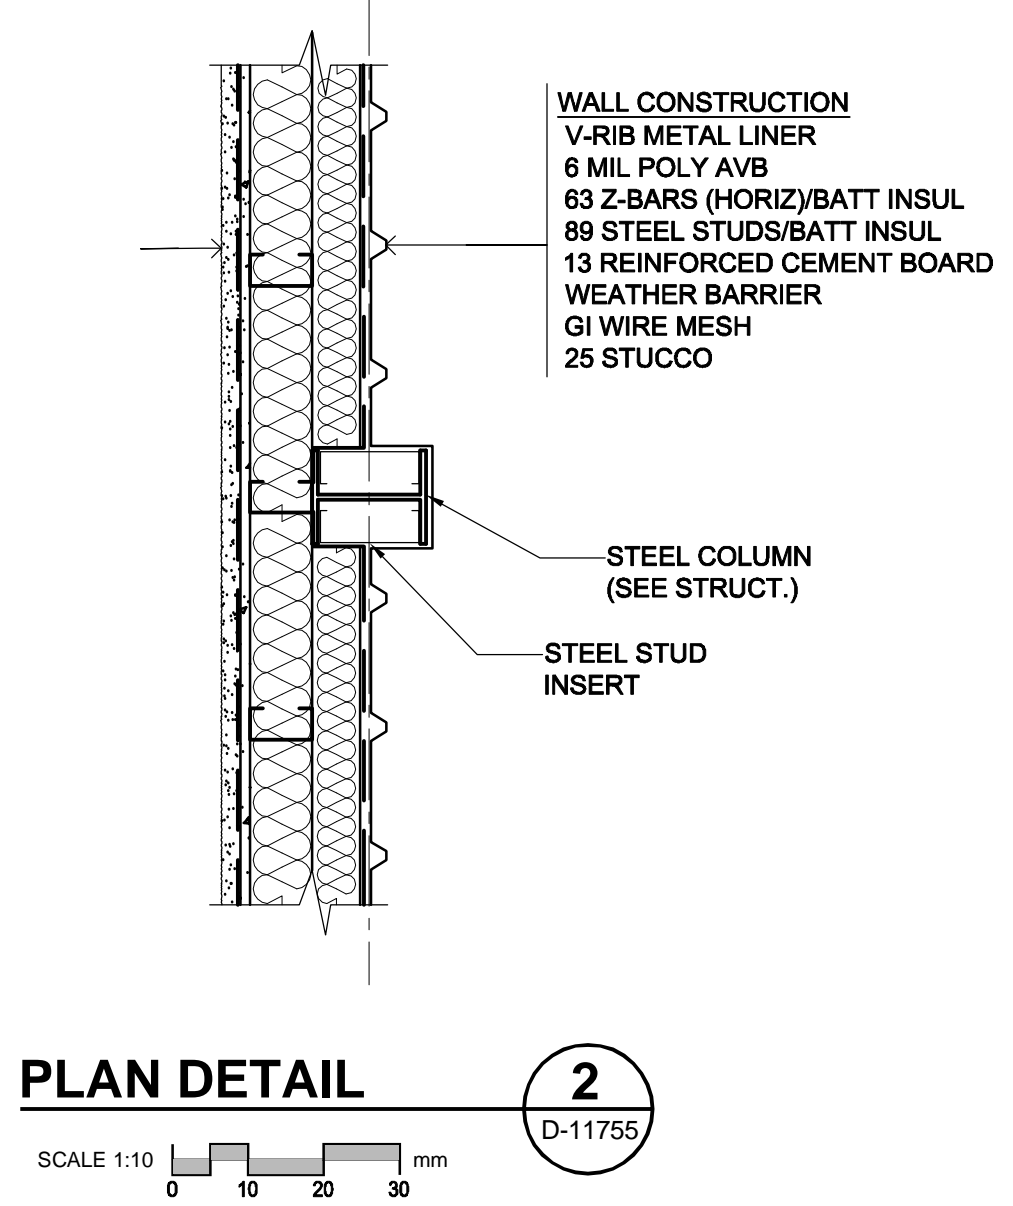 WALL CONSTRUCTION
V-RIB METAL LINER
6 MIL POLY AVB
63 Z-BARS (HORIZ)/BATT INSUL
89 STEEL STUDS/BATT INSUL
13 REINFORCED CEMENT BOARD
WEATHER BARRIER
GI WIRE MESH
25 STUCCO
STEEL COLUMN
(SEE STRUCT.)
STEEL STUD
INSERT
PLAN DETAIL
2
D-11755
SCALE 1:10
mm
0 10 20 30